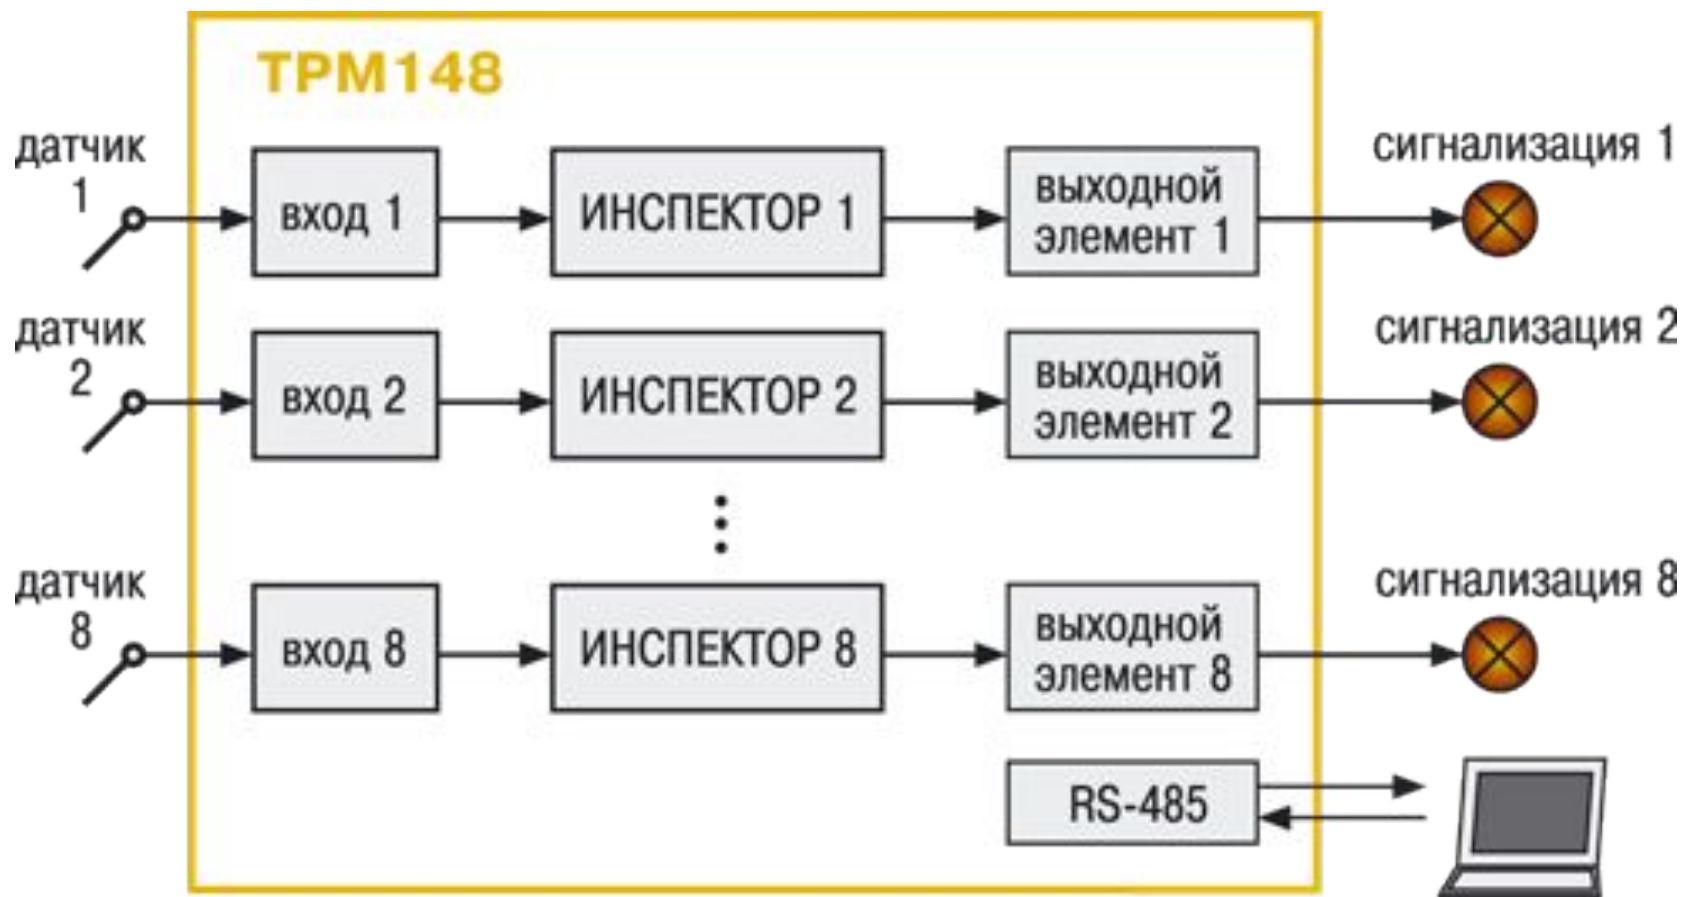 ТРМ148
датчик
1
вход 1
ИНСПЕКТОР 1
выходной
элемент 1
сигнализация 1
датчик
2
вход 2
ИНСПЕКТОР 2
выходной
элемент 2
сигнализация 2
датчик
8
вход 8
ИНСПЕКТОР 8
выходной
элемент 8
сигнализация 8
RS-485